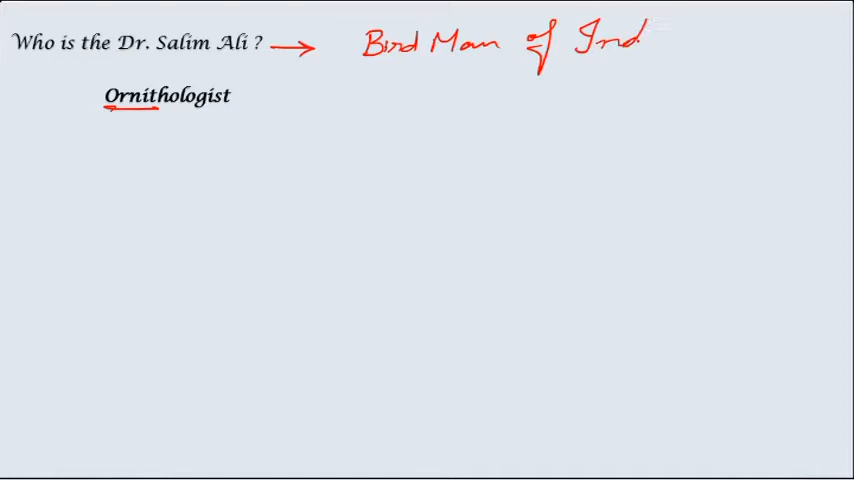 Who is the Dr. Salim Ali ? → Bird Man of Ind
Ornithologist